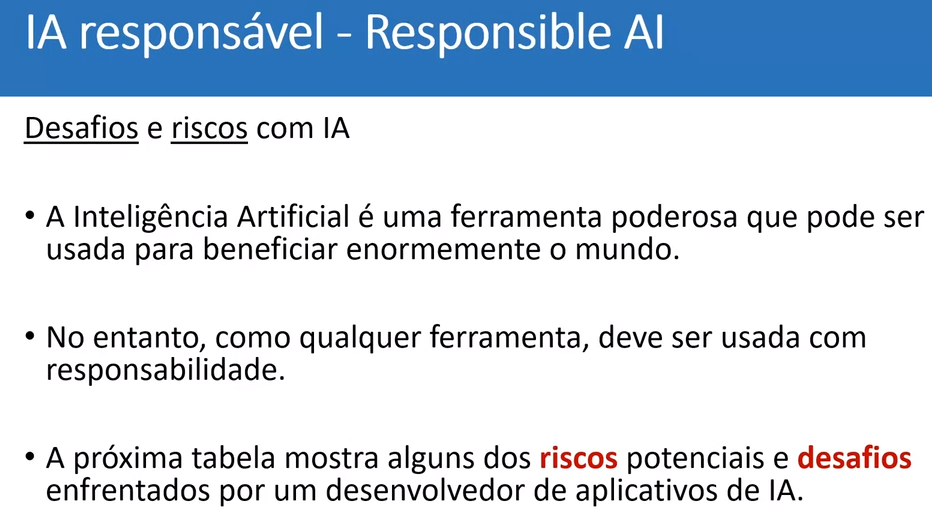 IA responsável - Responsible AI
Desafios e riscos com IA
• A Inteligência Artificial é uma ferramenta poderosa que pode ser
usada para beneficiar enormemente o mundo.
• No entanto, como qualquer ferramenta, deve ser usada com
responsabilidade.
• A próxima tabela mostra alguns dos riscos potenciais e desafios
enfrentados por um desenvolvedor de aplicativos de IA.